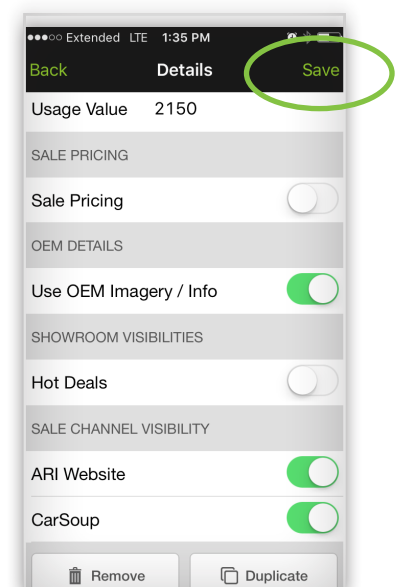 Extended LTE 1:35 PM
Back Details Save
Usage Value 2150
SALE PRICING
Sale Pricing
OEM DETAILS
Use OEM Imagery / Info
SHOWROOM VISIBILITIES
Hot Deals
SALE CHANNEL VISIBILITY
ARI Website
CarSoup
Remove Duplicate